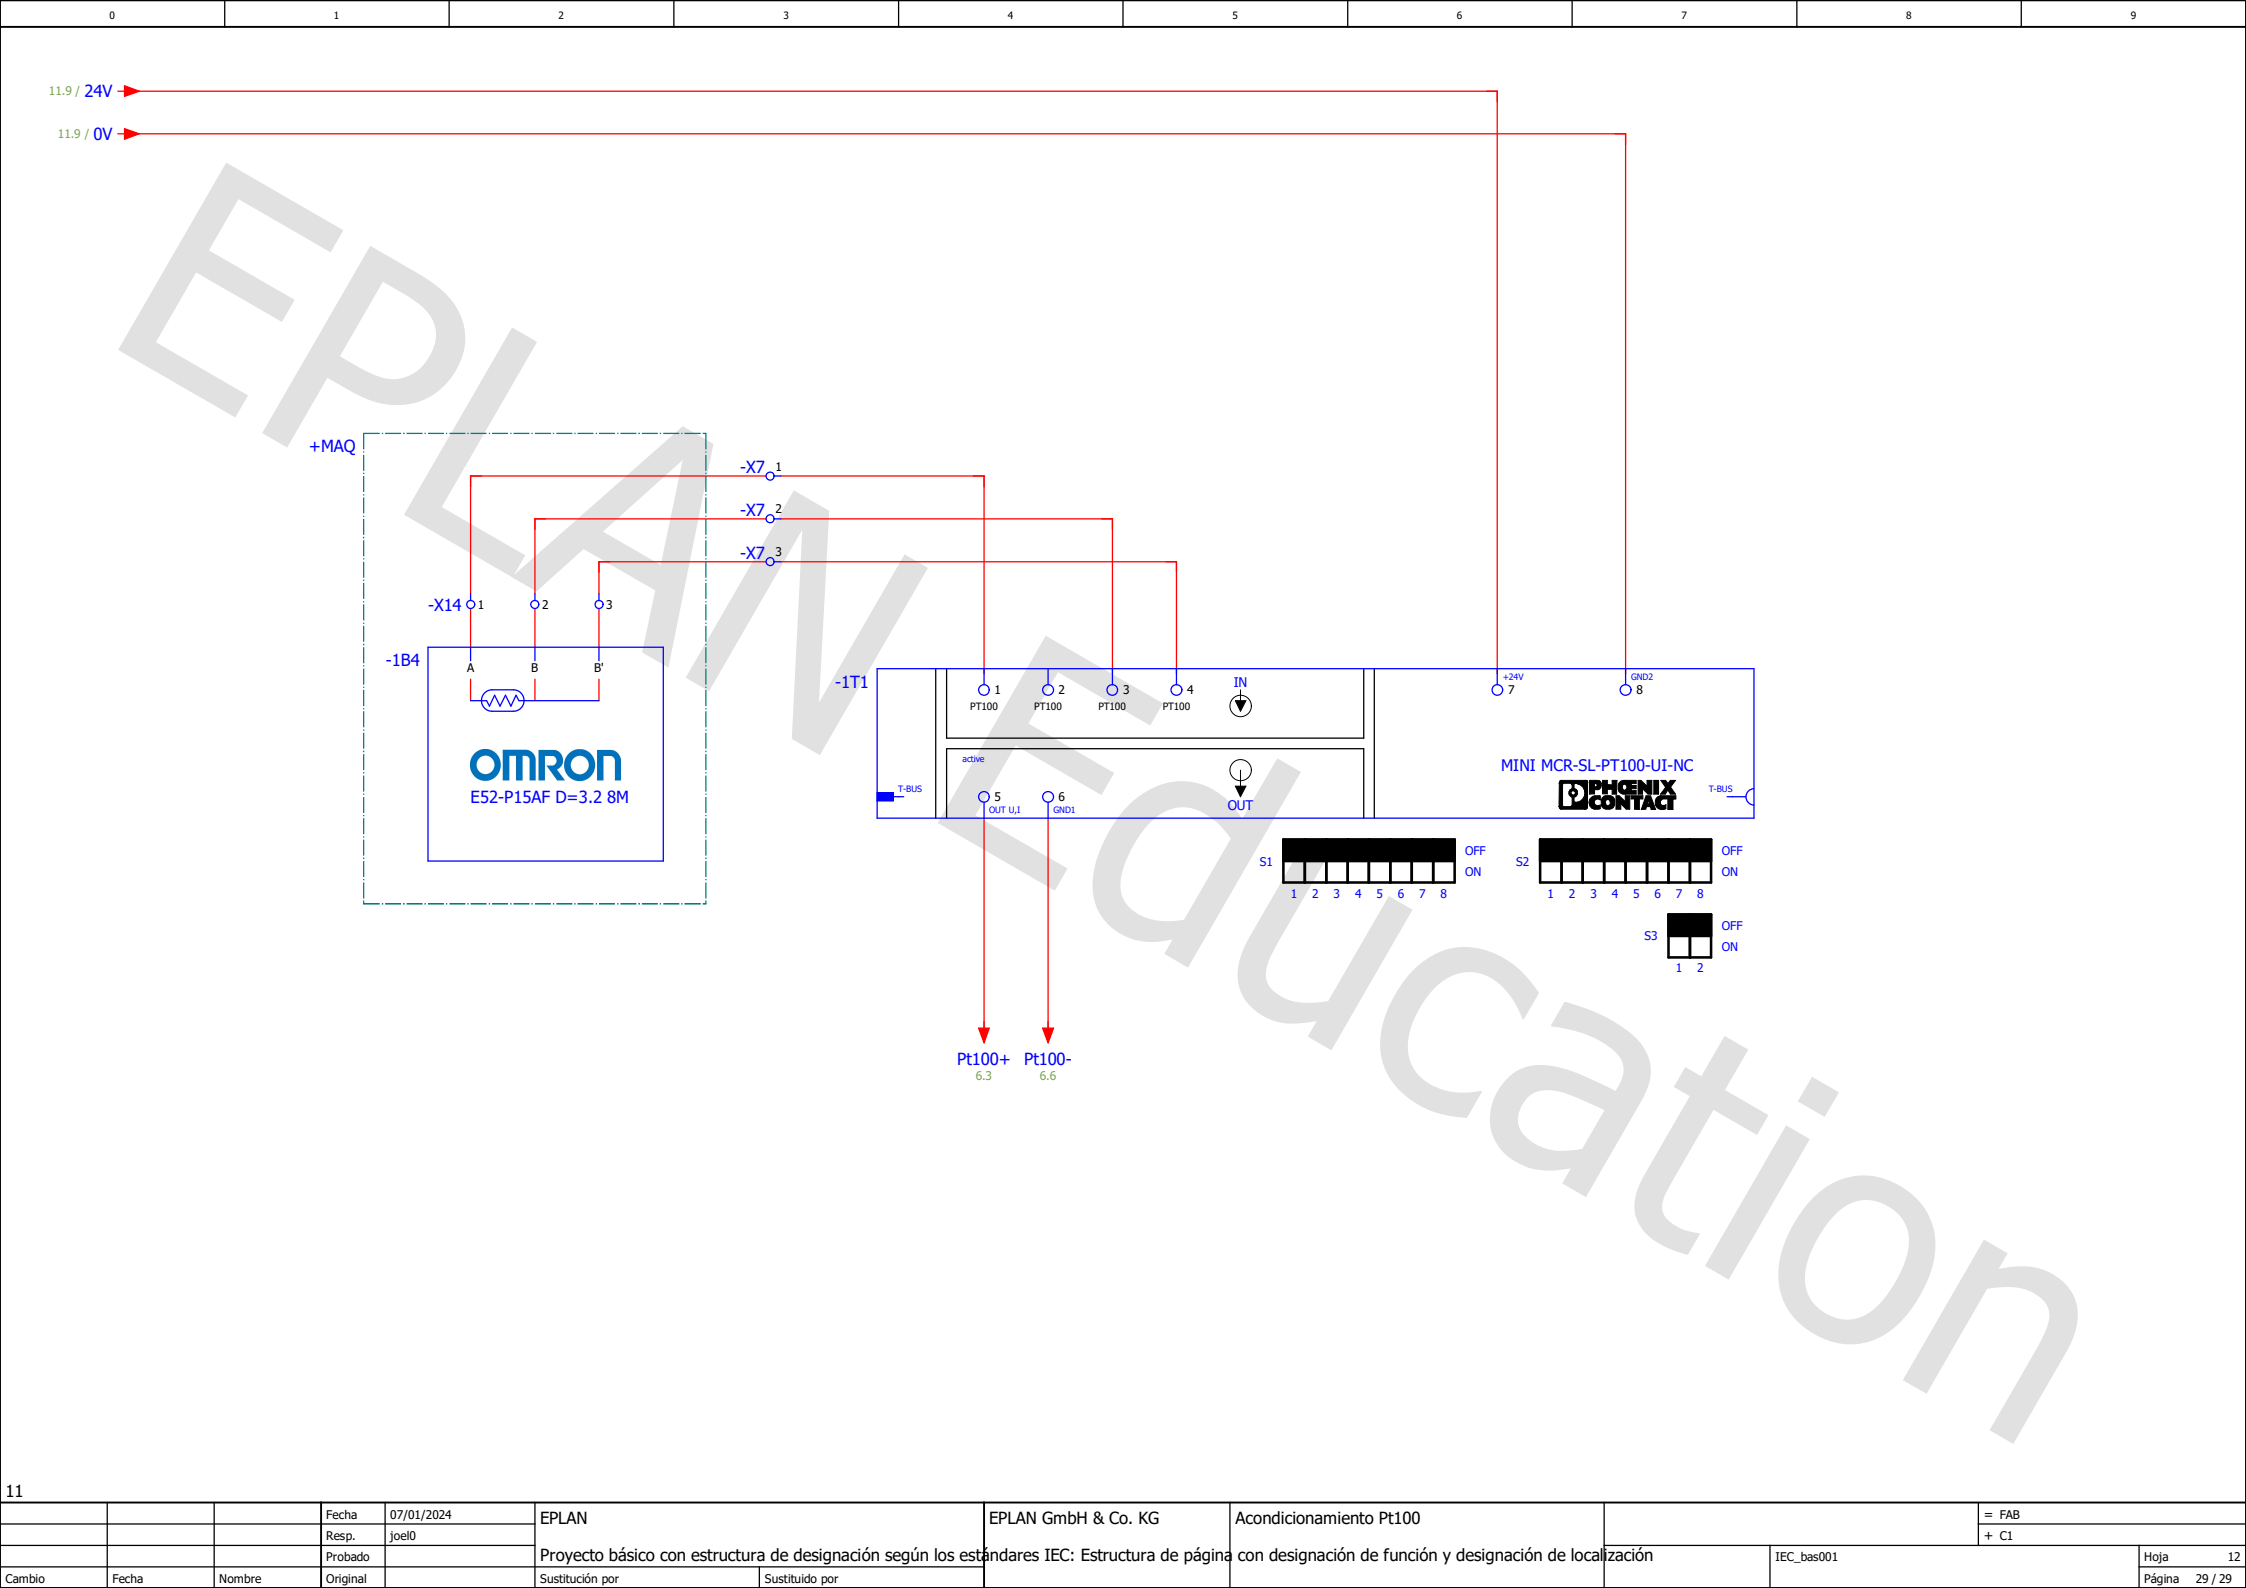 0 1 2 3 4 5 6 7 8 9
11.9 / 24V
11.9 / 0V
+MAQ
-X7 1
-X7 2
-X7 3
-X14 1 2 3
-1B4
A B B'
OMRON
E52-P15AF D=3.2 8M
-1T1
1 2 3 4 IN
PT100 PT100 PT100 PT100
+24V GND2
7 8
active
T-BUS
5 6 OUT
OUT U,I GND1
MINI MCR-SL-PT100-UI-NC
PHOENIX
CONTACT
T-BUS
S1 OFF
ON
1 2 3 4 5 6 7 8
S2 OFF
ON
1 2 3 4 5 6 7 8
S3 OFF
ON
1 2
Pt100+ Pt100-
6.3 6.6
EPLAN Education
11
Fecha 07/01/2024
Resp. joel0
Probado
Cambio Fecha Nombre Original
EPLAN
Proyecto básico con estructura de designación según los estándares IEC: Estructura de página con designación de función y designación de localización
Sustitución por Sustituido por
EPLAN GmbH & Co. KG
Acondicionamiento Pt100
IEC_bas001
= FAB
+ C1
Hoja 12
Página 29 / 29